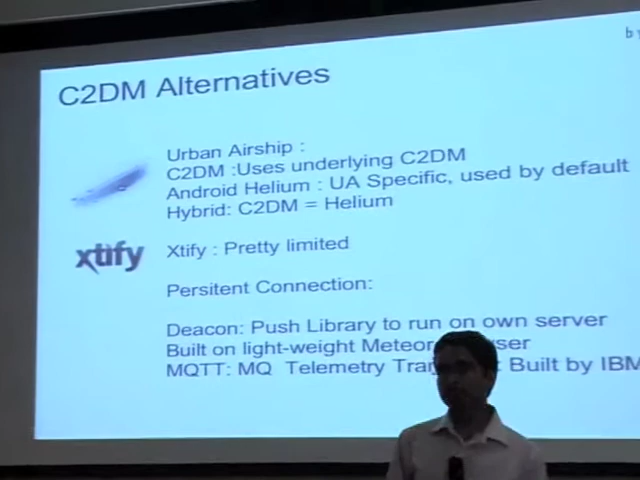 by
C2DM Alternatives
Urban Airship :
C2DM :Uses underlying C2DM
Android Helium : UA Specific, used by default
Hybrid: C2DM = Helium
xtify
Xtify : Pretty limited
Persitent Connection:
Deacon: Push Library to run on own server
Built on light-weight Meteor
MQTT: MQ Telemetry Built by IBM